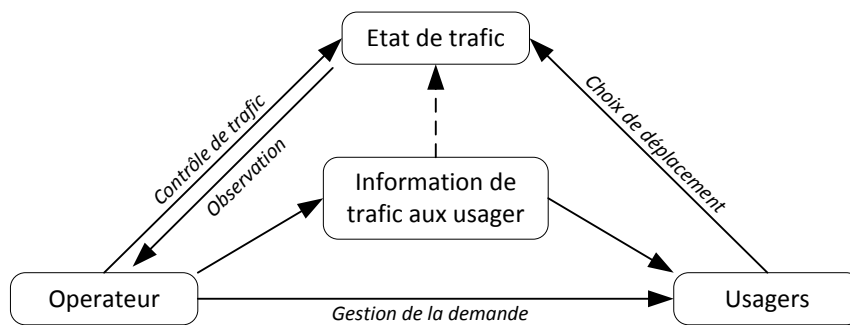 Etat de trafic
Contrôle de trafic
Observation
Choix de déplacement
Information de
trafic aux usager
Operateur
Gestion de la demande
Usagers